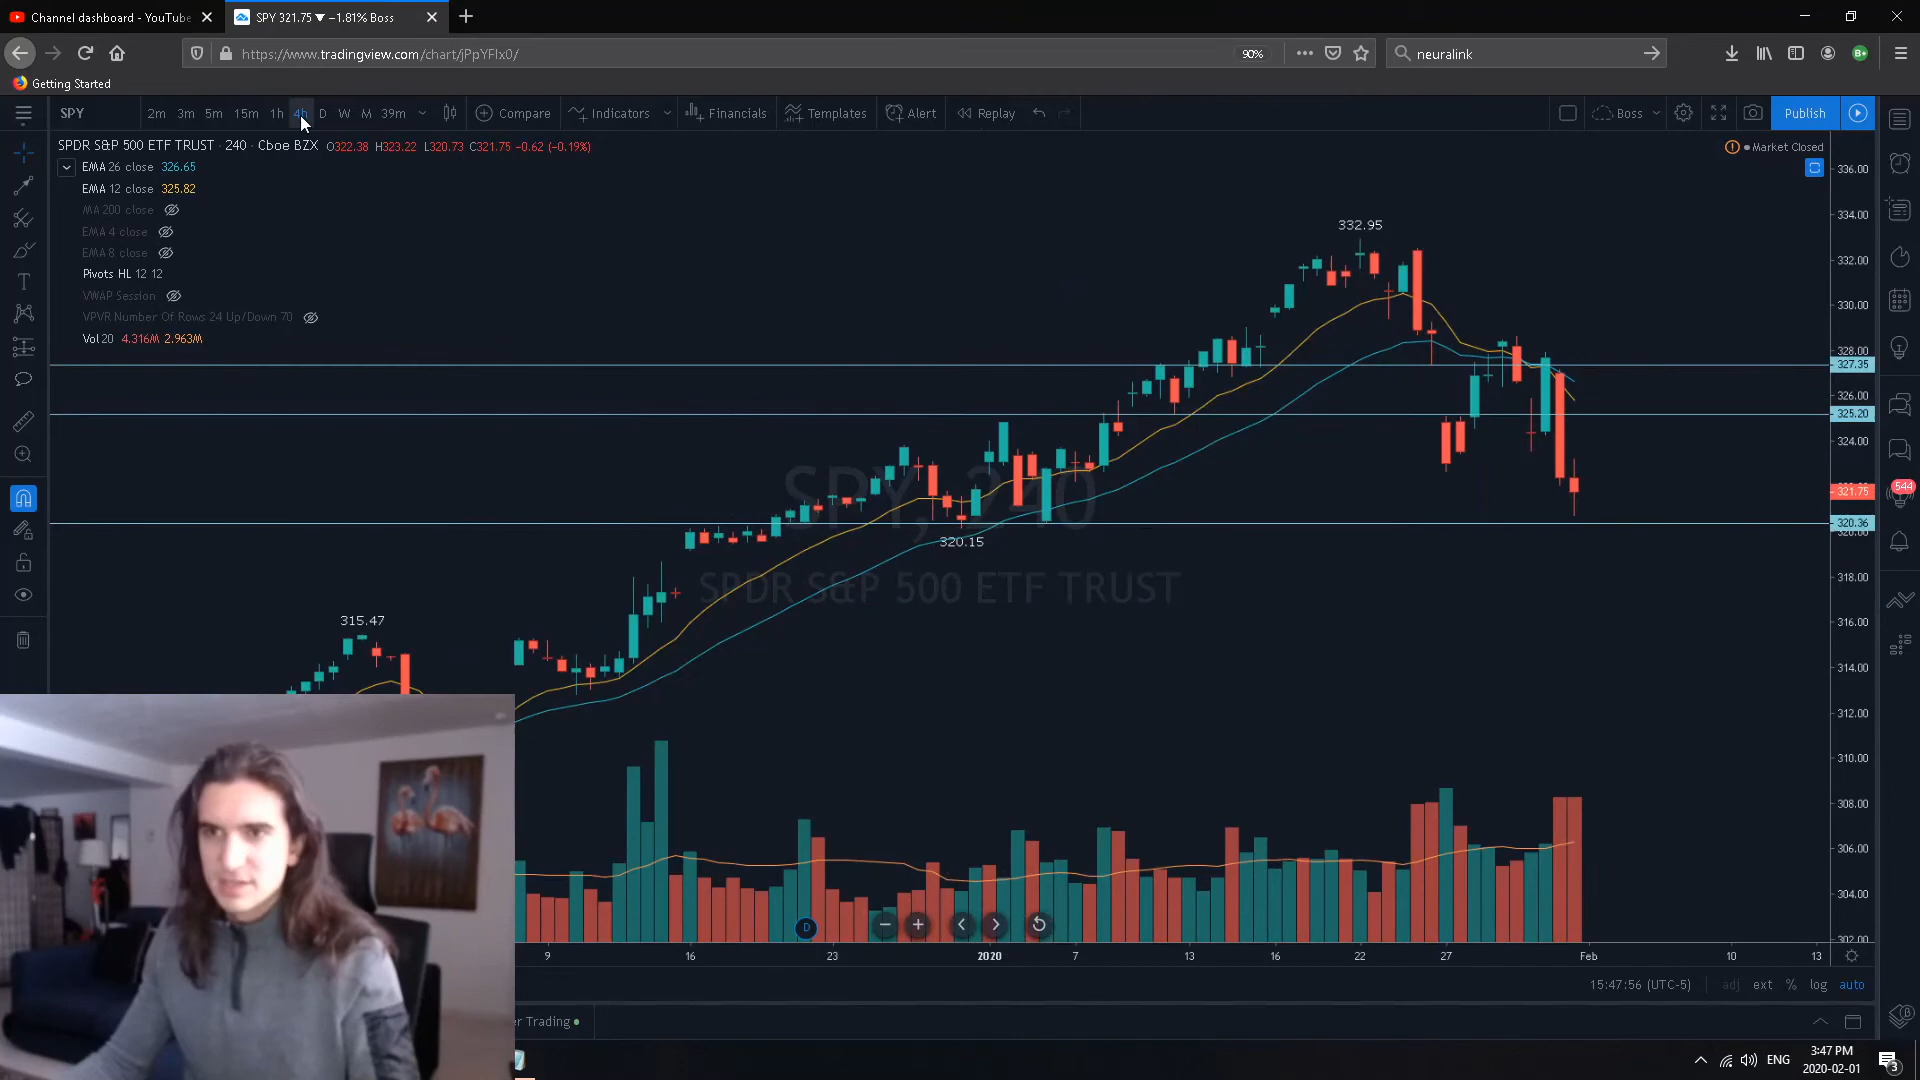 Channel dashboard - YouTube
SPY 321.75 ▼ −1.81% Boss
https://www.tradingview.com/chart/jPpYFlx0/
90%
neuralink
Getting Started
SPY
2m 3m 5m 15m 1h 4h D W M 39m
Compare
Indicators
Financials
Templates
Alert
Replay
Boss
Publish
SPDR S&P 500 ETF TRUST · 240 · Cboe BZX O322.38 H323.22 L320.73 C321.75 −0.62 (−0.19%)
Market Closed
EMA 26 close 326.65
EMA 12 close 325.82
MA 200 close
EMA 4 close
EMA 8 close
Pivots HL 12 12
VWAP Session
VPVR Number Of Rows 24 Up/Down 70
Vol 20 4.316M 2.963M
336.00
334.00
332.95
332.00
330.00
328.00
327.35
326.00
325.20
324.00
SPY, 240
321.75
320.36
320.00
320.15
SPDR S&P 500 ETF TRUST
318.00
315.47
316.00
314.00
312.00
310.00
308.00
306.00
304.00
302.00
D
9 16 23 2020 7 13 16 22 27 Feb 10 13
15:47:56 (UTC-5)
adj ext % log auto
er Trading
544
ENG
3:47 PM
2020-02-01
3